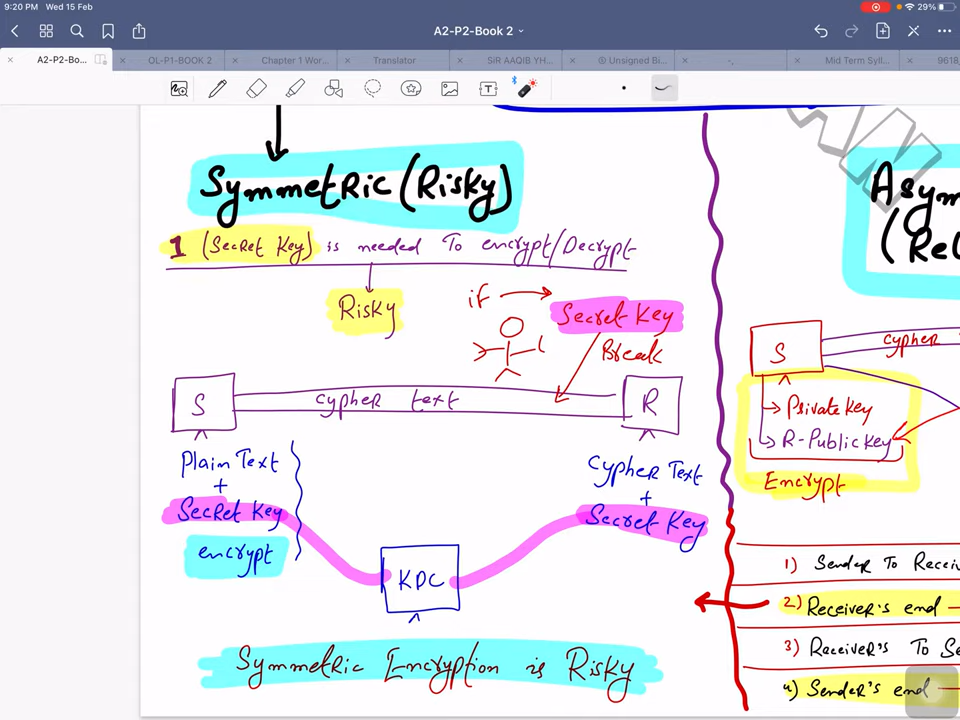 9:20 PM Wed 15 Feb
29%
A2-P2-Book 2
A2-P2-Bo...
OL-P1-BOOK 2
Chapter 1 Wor...
Translator
SiR AAQIB YH...
Unsigned Bi...
Mid Term Syll...
9618_
Symmetric (Risky)
1 (Secret Key) is needed To encrypt/Decrypt
Risky
if
Secret Key
Break
S
cypher text
R
Plain Text
+
Secret Key
encrypt
Cypher Text
+
Secret Key
KDC
Symmetric Encryption is Risky
Asym
(Rel
S
cypher
Private Key
R-Public Key
Encrypt
1) Sender To Receiv
2) Receiver's end
3) Receiver's To Se
4) Sender's end